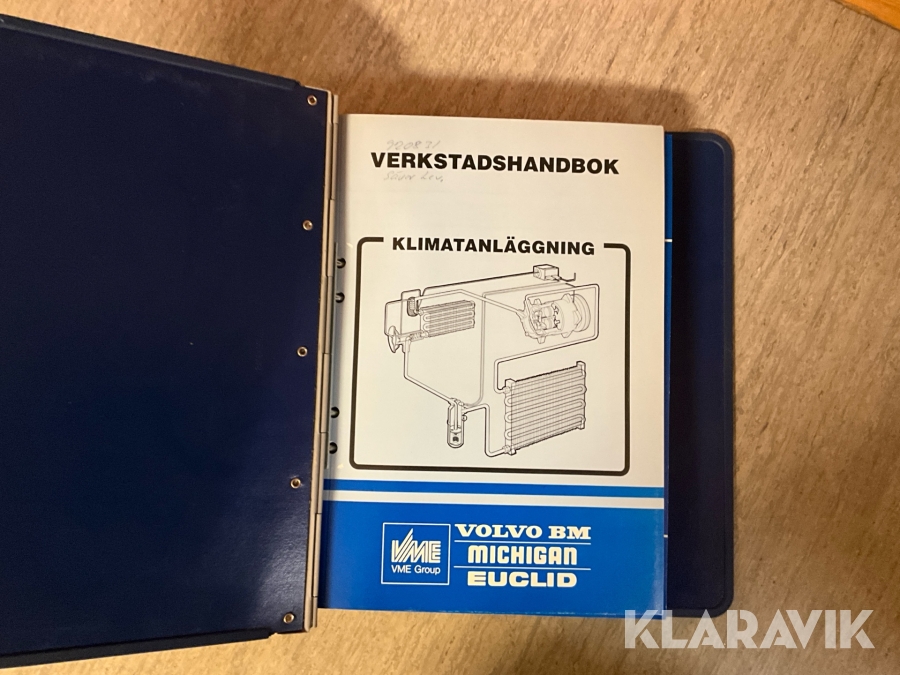 VERKSTADSHANDBOK
KLIMATANLÄGGNING
VME
VME Group
VOLVO BM
MICHIGAN
EUCLID
KLARAVIK